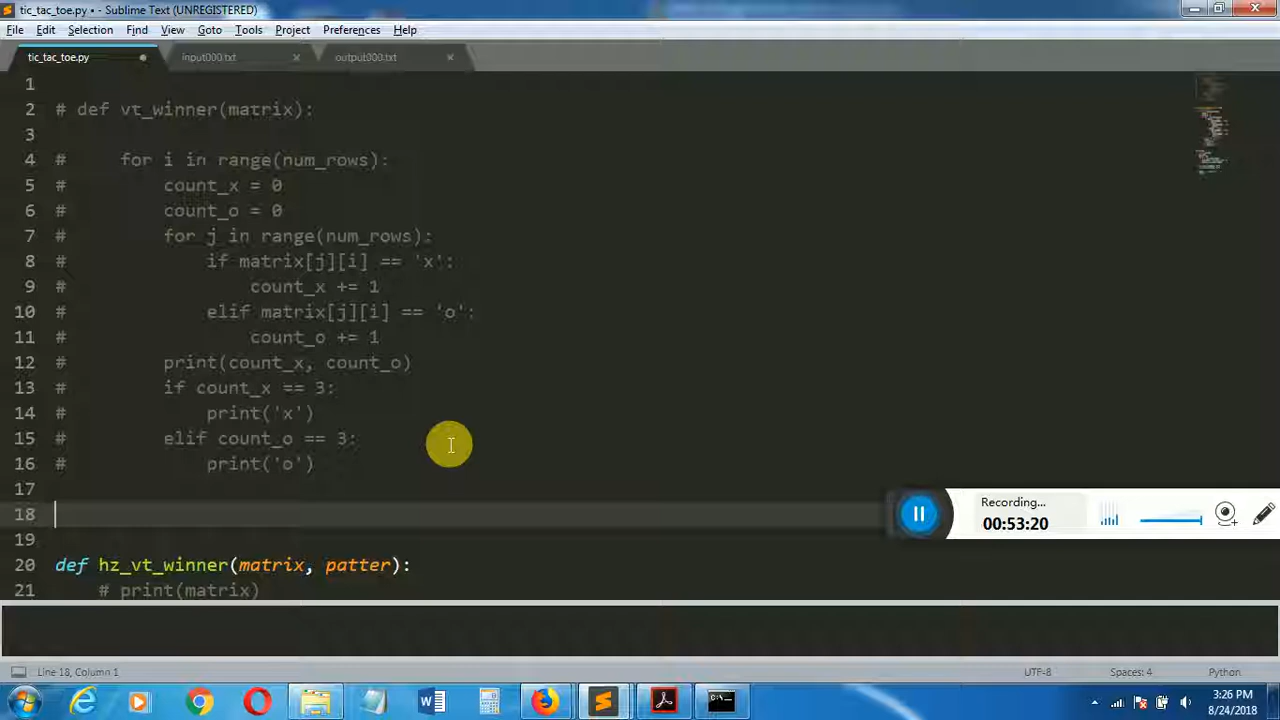 tic_tac_toe.py • - Sublime Text (UNREGISTERED)
File Edit Selection Find View Goto Tools Project Preferences Help
tic_tac_toe.py input000.txt output000.txt
1
2 # def vt_winner(matrix):
3
4 # for i in range(num_rows):
5 # count_x = 0
6 # count_o = 0
7 # for j in range(num_rows):
8 # if matrix[j][i] == 'x':
9 # count_x += 1
10 # elif matrix[j][i] == 'o':
11 # count_o += 1
12 # print(count_x, count_o)
13 # if count_x == 3:
14 # print('x')
15 # elif count_o == 3:
16 # print('o')
17
18
19
20 def hz_vt_winner(matrix, patter):
21 # print(matrix)
Recording...
00:53:20
Line 18, Column 1 UTF-8 Spaces: 4 Python
3:26 PM
8/24/2018